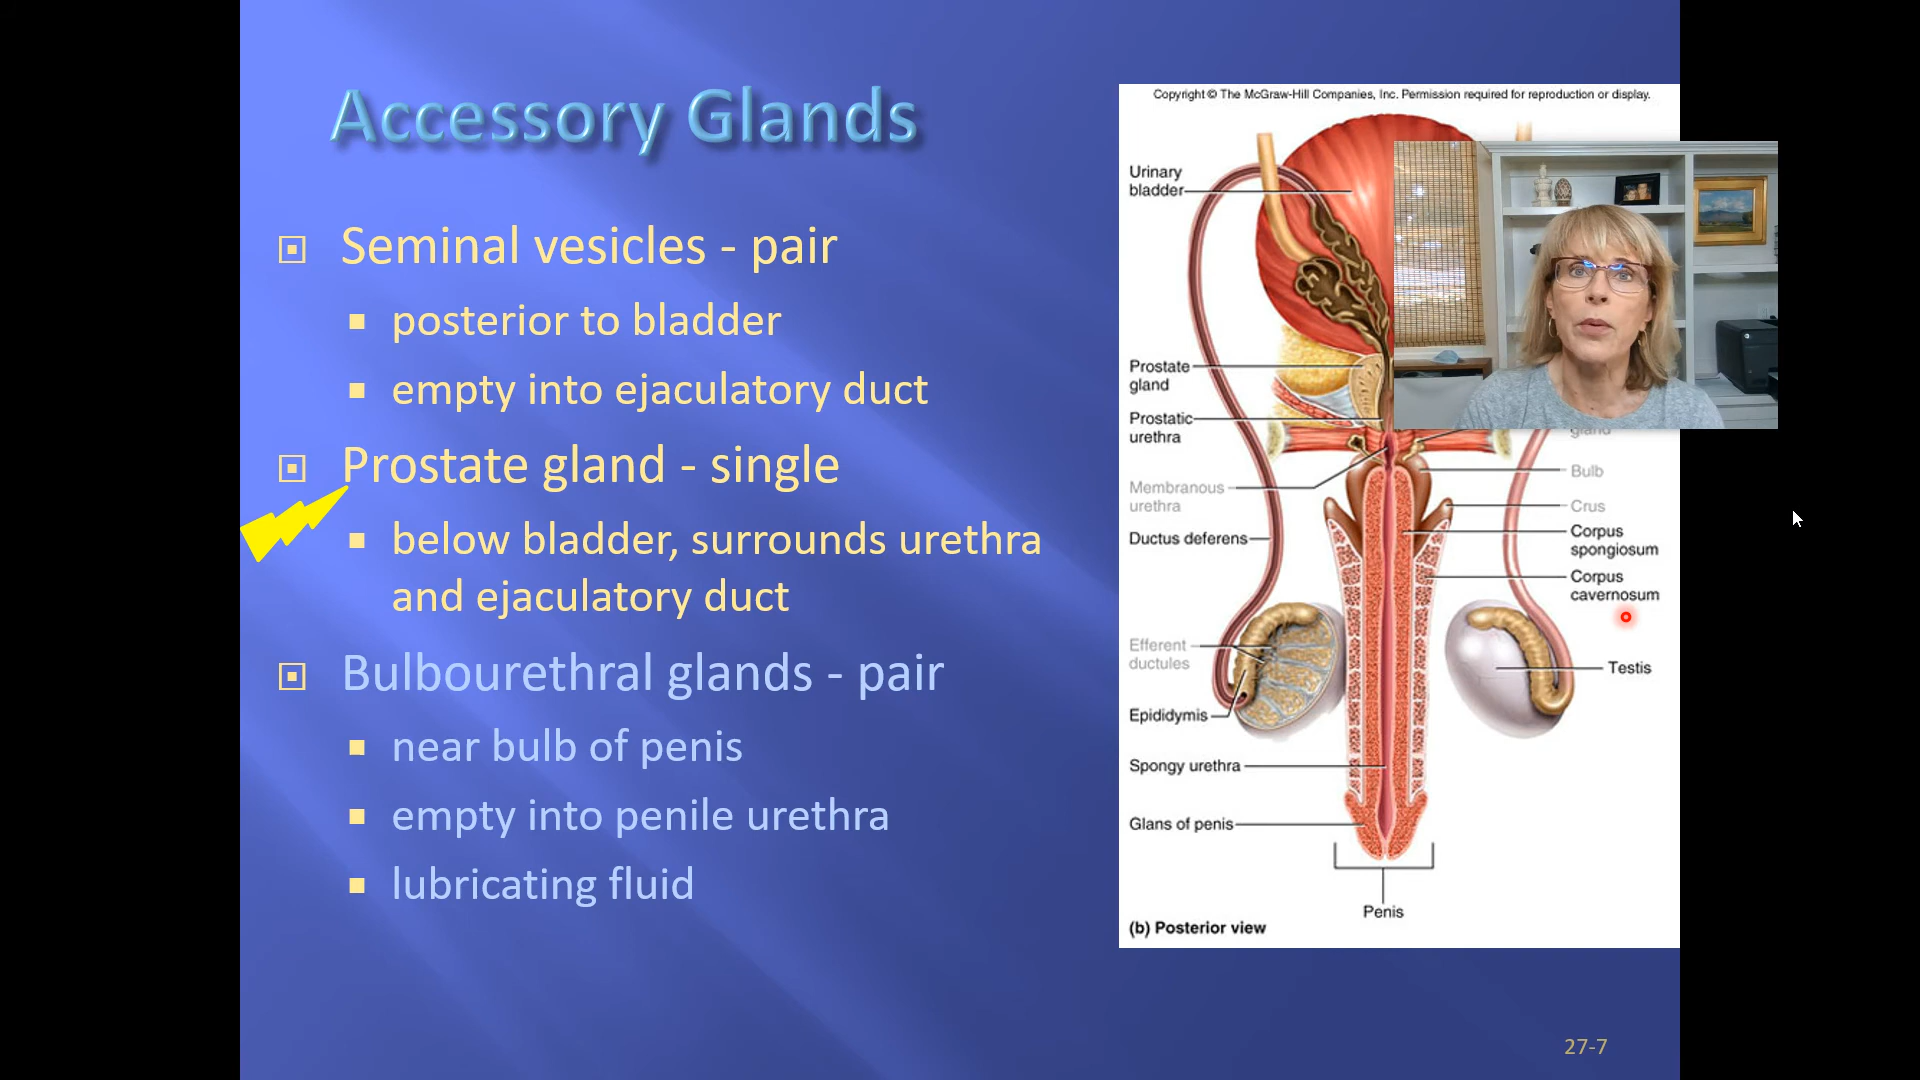 Accessory Glands
Seminal vesicles - pair
posterior to bladder
empty into ejaculatory duct
Prostate gland - single
below bladder, surrounds urethra
and ejaculatory duct
Bulbourethral glands - pair
near bulb of penis
empty into penile urethra
lubricating fluid
Copyright © The McGraw-Hill Companies, Inc. Permission required for reproduction or display.
Urinary
bladder
Prostate
gland
Prostatic
urethra
Membranous
urethra
Ductus deferens
Efferent
ductules
Epididymis
Spongy urethra
Glans of penis
Penis
gland
Bulb
Crus
Corpus
spongiosum
Corpus
cavernosum
Testis
(b) Posterior view
27-7